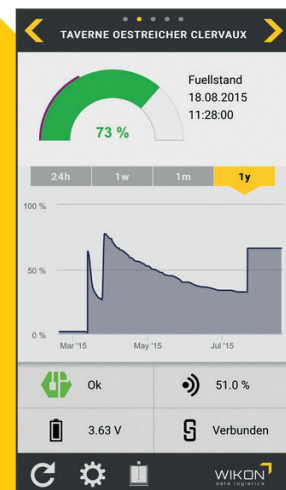 TAVERNE OESTREICHER CLERVAUX
Fuellstand
18.08.2015
11:28:00
73 %
24h 1w 1m 1y
100 %
50 %
0 %
Mar '15 May '15 Jul '15
Ok 51.0 %
3.63 V Verbunden
WIKON
data logistics